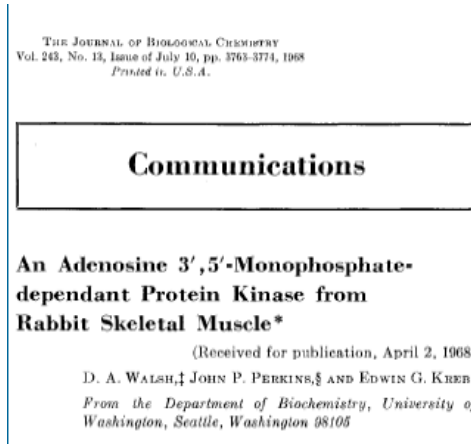 THE JOURNAL OF BIOLOGICAL CHEMISTRY
Vol. 243, No. 13, Issue of July 10, pp. 3763-3774, 1968
Printed in U.S.A.
Communications
An Adenosine 3′,5′-Monophosphate-
dependant Protein Kinase from
Rabbit Skeletal Muscle*
(Received for publication, April 2, 1968
D. A. WALSH,‡ JOHN P. PERKINS,§ AND EDWIN G. KREB
From the Department of Biochemistry, University of
Washington, Seattle, Washington 98105